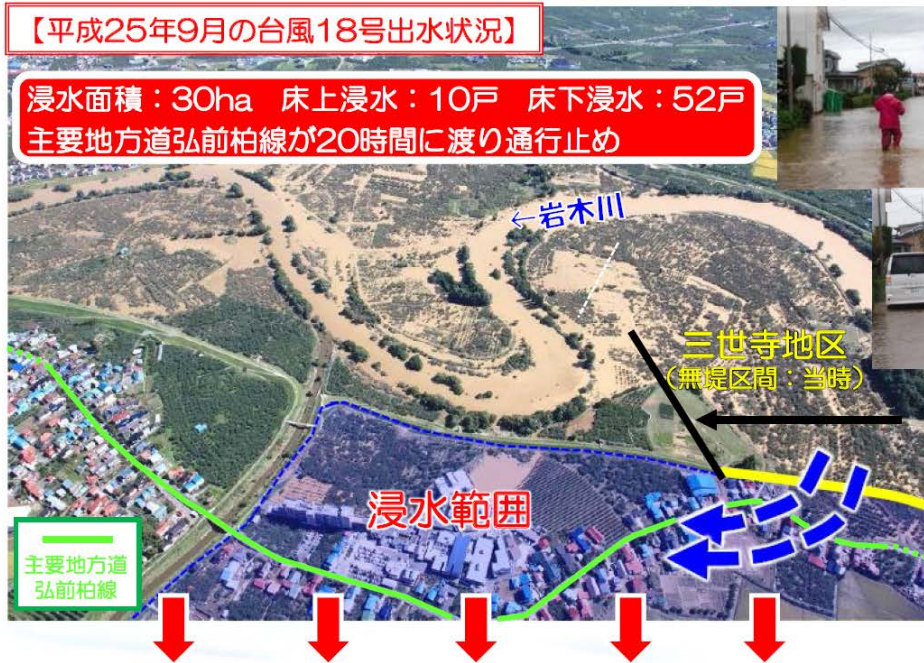 【平成25年9月の台風18号出水状況】
浸水面積：30ha 床上浸水：10戸 床下浸水：52戸
主要地方道弘前柏線が20時間に渡り通行止め
←岩木川
三世寺地区
（無堤区間：当時）
浸水範囲
主要地方道
弘前柏線